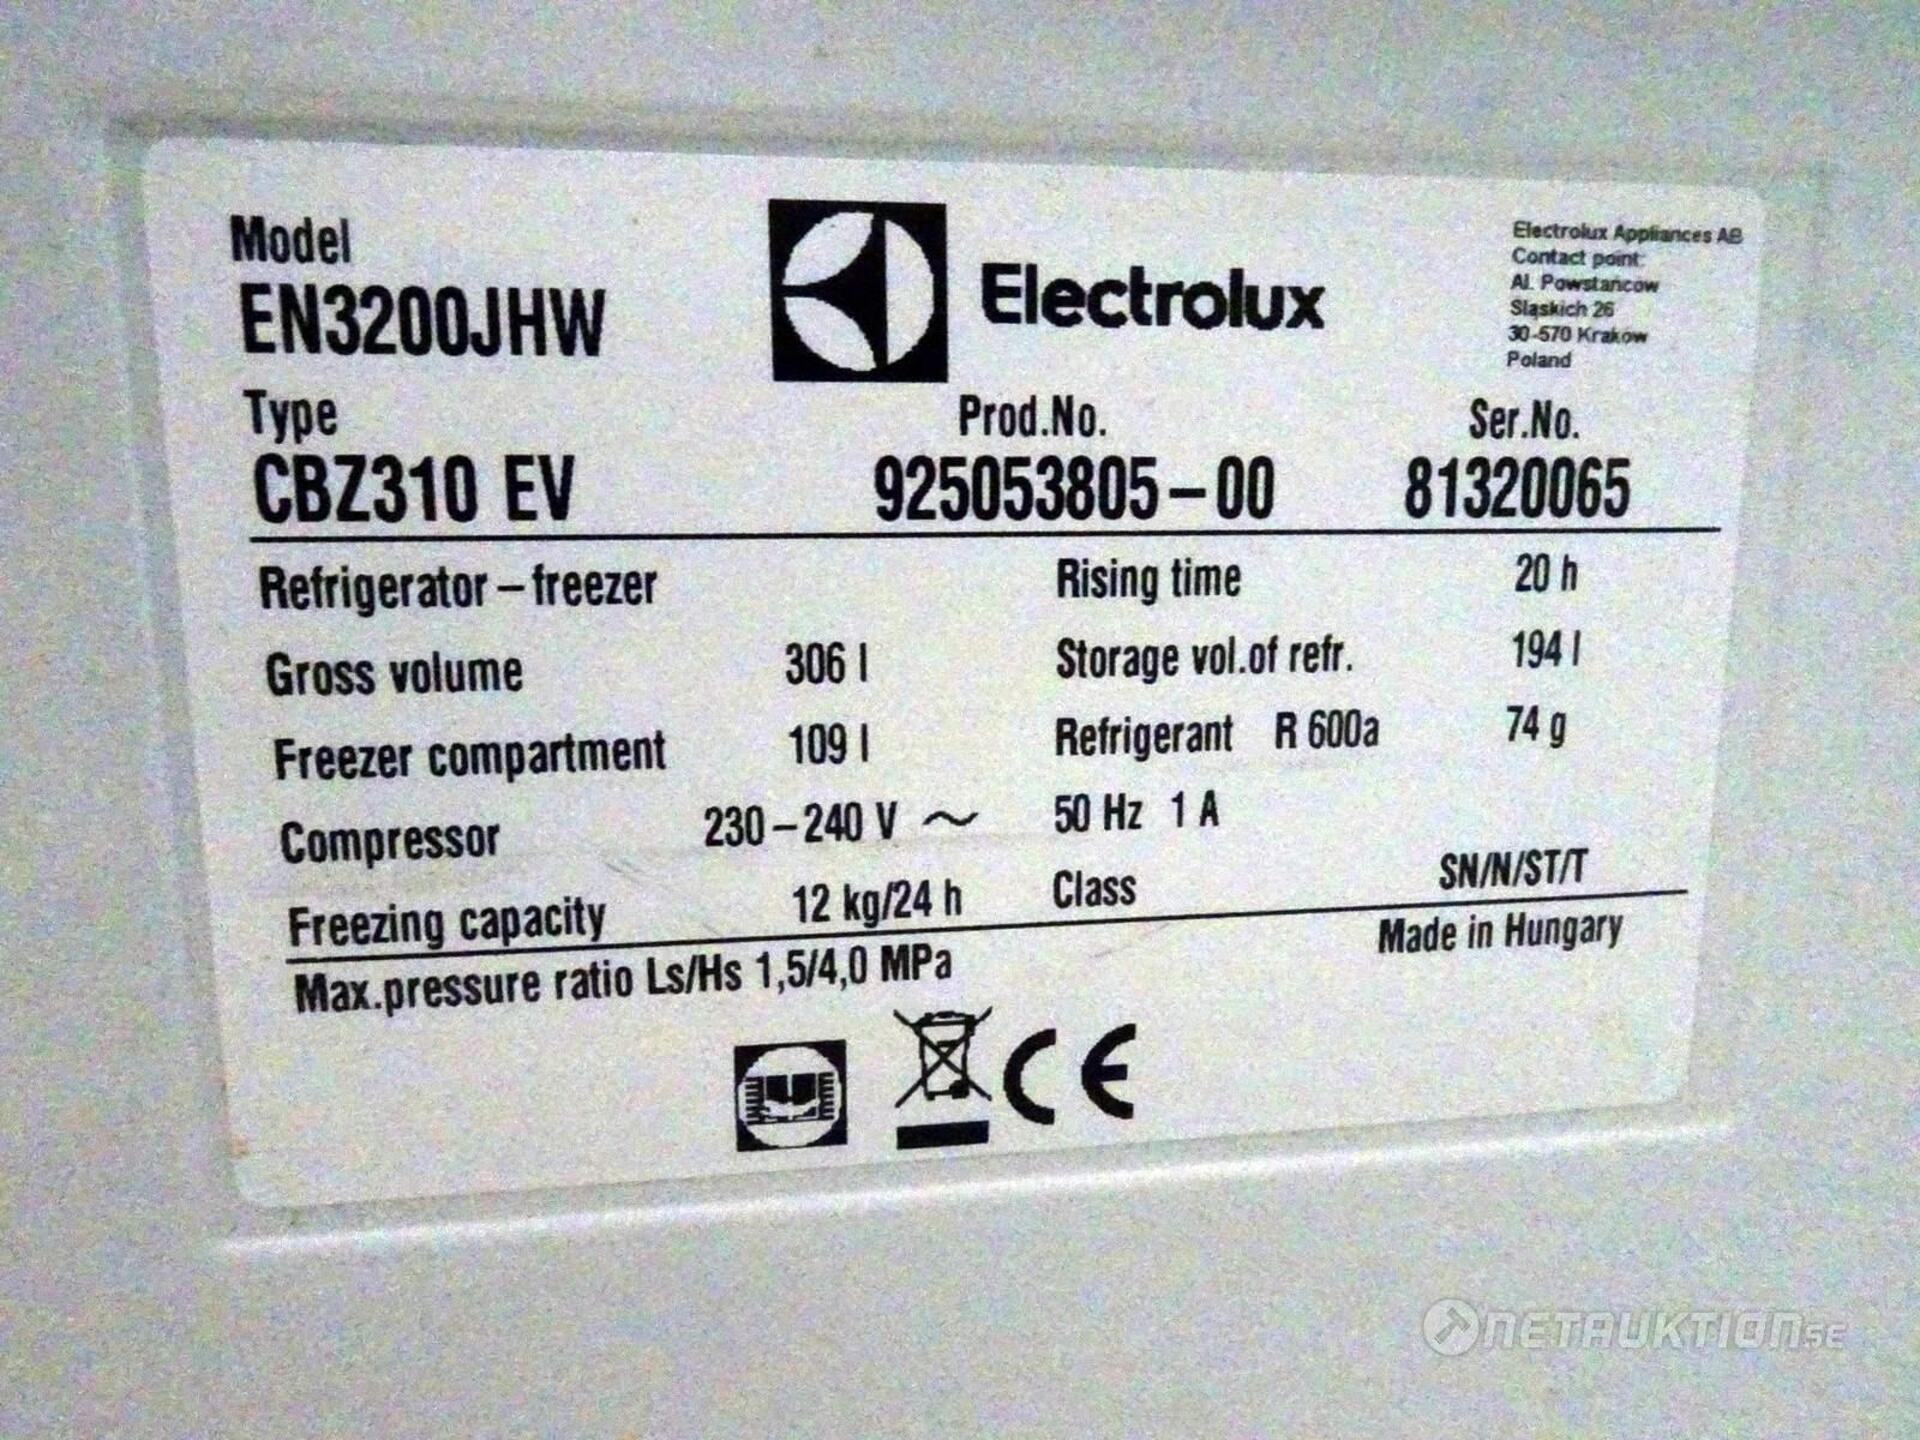 Model
EN3200JHW
Electrolux
Electrolux Appliances AB
Contact point:
Al. Powstancow
Slaskich 26
30-570 Krakow
Poland
Type Prod.No. Ser.No.
CBZ310 EV 925053805-00 81320065
Refrigerator-freezer Rising time 20 h
Gross volume 306 l Storage vol.of refr. 194 l
Freezer compartment 109 l Refrigerant R 600a 74 g
Compressor 230-240 V ~ 50 Hz 1 A
Freezing capacity 12 kg/24 h Class SN/N/ST/T
Max.pressure ratio Ls/Hs 1,5/4,0 MPa Made in Hungary
CE
NETAUKTION.SE